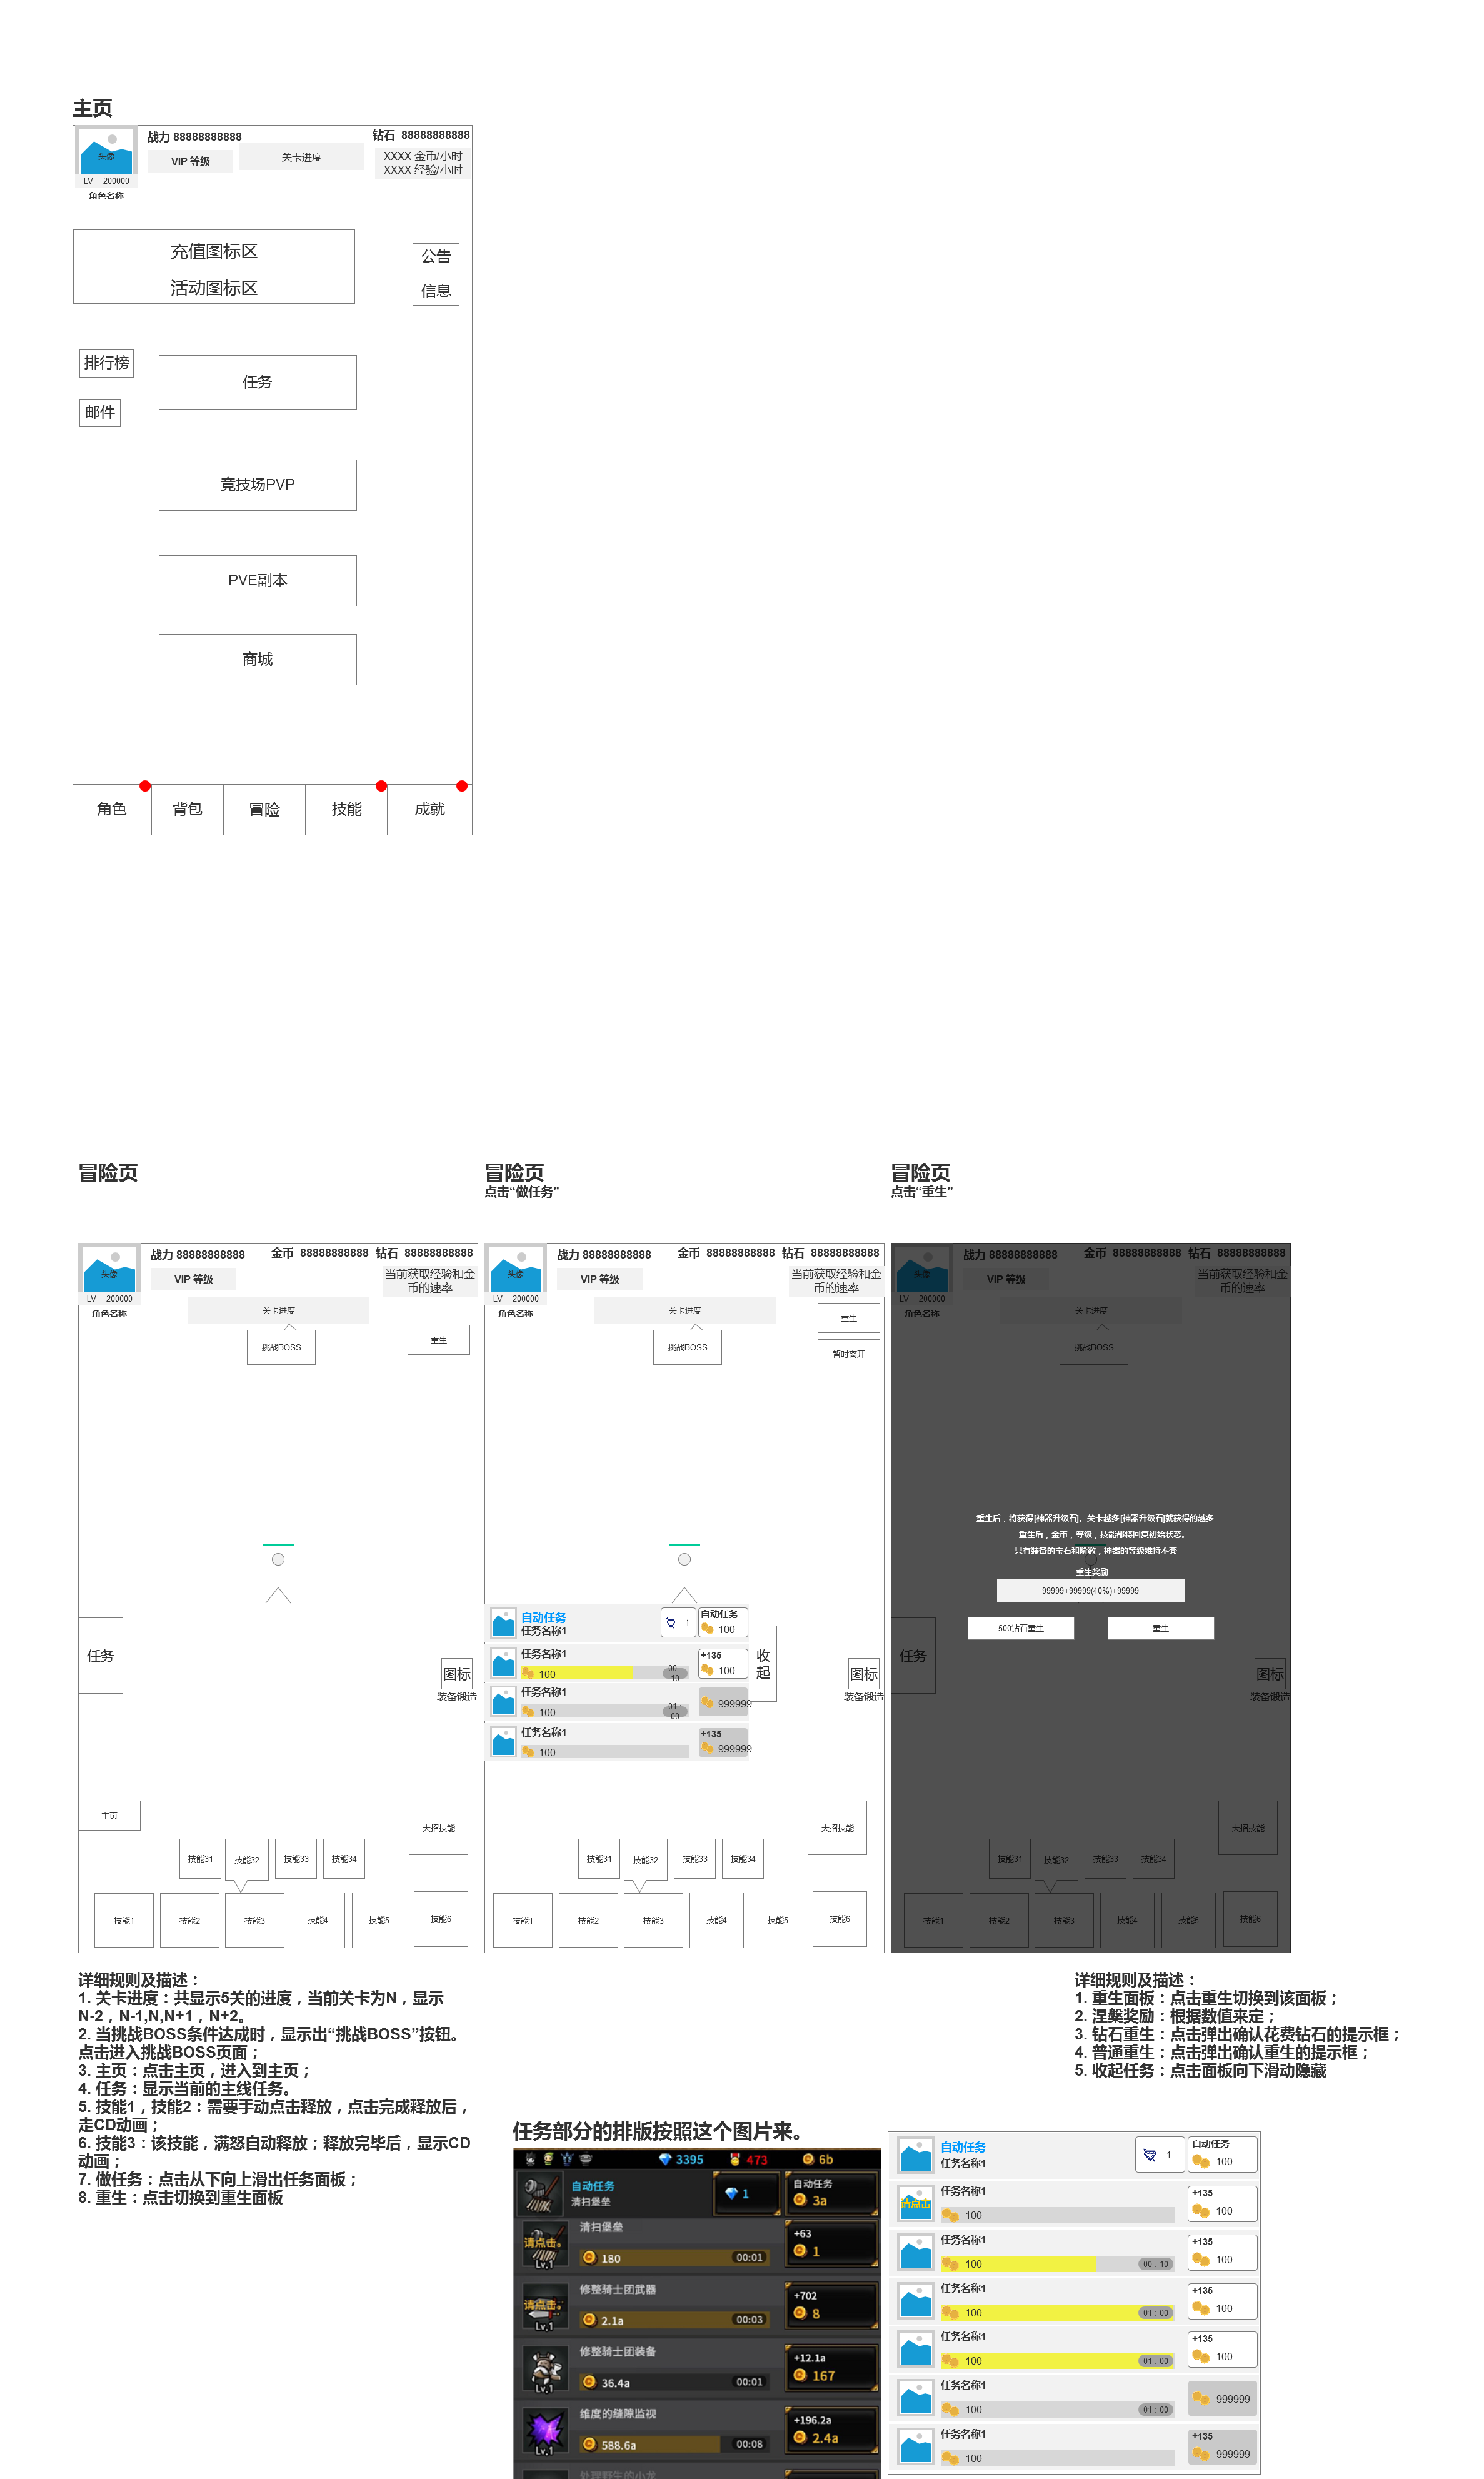 主页
头像
LV 200000
角色名称
战力 88888888888
VIP 等级
关卡进度
钻石 88888888888
XXXX 金币/小时
XXXX 经验/小时
充值图标区
活动图标区
公告
信息
排行榜
邮件
任务
竞技场PVP
PVE副本
商城
角色
背包
冒险
技能
成就
冒险页
头像
LV 200000
角色名称
战力 88888888888
金币 88888888888
钻石 88888888888
VIP 等级
当前获取经验和金
币的速率
关卡进度
挑战BOSS
重生
任务
图标
装备锻造
主页
大招技能
技能31
技能32
技能33
技能34
技能1
技能2
技能3
技能4
技能5
技能6
冒险页
点击“做任务”
头像
LV 200000
角色名称
战力 88888888888
金币 88888888888
钻石 88888888888
VIP 等级
当前获取经验和金
币的速率
关卡进度
挑战BOSS
重生
暂时离开
自动任务
任务名称1
1
自动任务
100
任务名称1
100
00 :
10
+135
100
任务名称1
100
01 :
00
999999
任务名称1
100
+135
999999
收
起
图标
装备锻造
大招技能
技能31
技能32
技能33
技能34
技能1
技能2
技能3
技能4
技能5
技能6
冒险页
点击“重生”
头像
LV 200000
角色名称
战力 88888888888
金币 88888888888
钻石 88888888888
VIP 等级
当前获取经验和金
币的速率
关卡进度
挑战BOSS
重生后，将获得[神器升级石]。关卡越多[神器升级石]就获得的越多
重生后，金币，等级，技能都将回复初始状态。
只有装备的宝石和阶数，神器的等级维持不变
重生奖励
99999+99999(40%)+99999
500钻石重生
重生
任务
图标
装备锻造
大招技能
技能31
技能32
技能33
技能34
技能1
技能2
技能3
技能4
技能5
技能6
详细规则及描述：
1. 关卡进度：共显示5关的进度，当前关卡为N，显示
N-2，N-1,N,N+1，N+2。
2. 当挑战BOSS条件达成时，显示出“挑战BOSS”按钮。
点击进入挑战BOSS页面；
3. 主页：点击主页，进入到主页；
4. 任务：显示当前的主线任务。
5. 技能1，技能2：需要手动点击释放，点击完成释放后，
走CD动画；
6. 技能3：该技能，满怒自动释放；释放完毕后，显示CD
动画；
7. 做任务：点击从下向上滑出任务面板；
8. 重生：点击切换到重生面板
详细规则及描述：
1. 重生面板：点击重生切换到该面板；
2. 涅槃奖励：根据数值来定；
3. 钻石重生：点击弹出确认花费钻石的提示框；
4. 普通重生：点击弹出确认重生的提示框；
5. 收起任务：点击面板向下滑动隐藏
任务部分的排版按照这个图片来。
3395
473
6b
自动任务
清扫堡垒
1
自动任务
3a
清扫堡垒
请点击。
Lv.1
180
00:01
+63
1
修整骑士团武器
请点击。
Lv.1
2.1a
00:03
+702
8
修整骑士团装备
Lv.1
36.4a
00:01
+12.1a
167
维度的缝隙监视
Lv.1
588.6a
00:08
+196.2a
2.4a
处理野生的小龙
自动任务
任务名称1
1
自动任务
100
任务名称1
请点击
100
+135
100
任务名称1
100
00 : 10
+135
100
任务名称1
100
01 : 00
+135
100
任务名称1
100
01 : 00
+135
100
任务名称1
100
01 : 00
999999
任务名称1
100
+135
999999